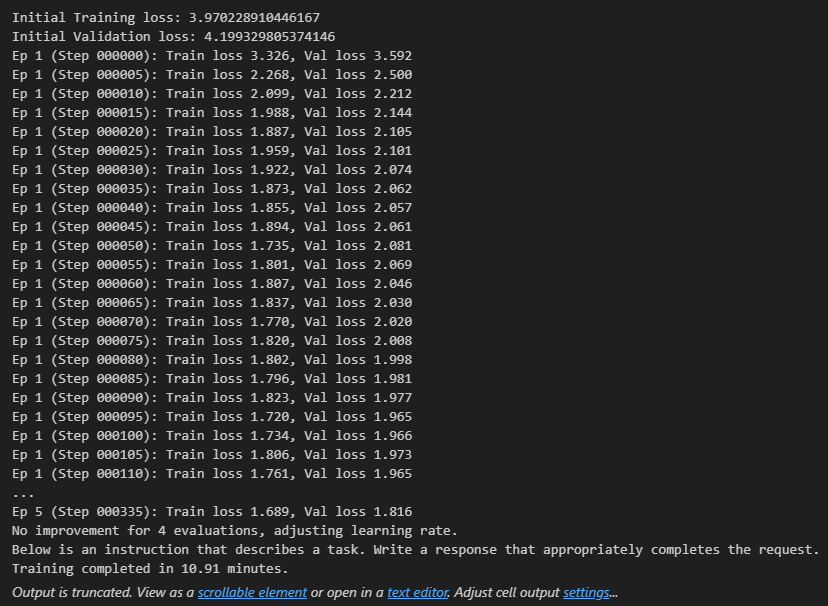 Initial Training loss: 3.970228910446167
Initial Validation loss: 4.199329805374146
Ep 1 (Step 000000): Train loss 3.326, Val loss 3.592
Ep 1 (Step 000005): Train loss 2.268, Val loss 2.500
Ep 1 (Step 000010): Train loss 2.099, Val loss 2.212
Ep 1 (Step 000015): Train loss 1.988, Val loss 2.144
Ep 1 (Step 000020): Train loss 1.887, Val loss 2.105
Ep 1 (Step 000025): Train loss 1.959, Val loss 2.101
Ep 1 (Step 000030): Train loss 1.922, Val loss 2.074
Ep 1 (Step 000035): Train loss 1.873, Val loss 2.062
Ep 1 (Step 000040): Train loss 1.855, Val loss 2.057
Ep 1 (Step 000045): Train loss 1.894, Val loss 2.061
Ep 1 (Step 000050): Train loss 1.735, Val loss 2.081
Ep 1 (Step 000055): Train loss 1.801, Val loss 2.069
Ep 1 (Step 000060): Train loss 1.807, Val loss 2.046
Ep 1 (Step 000065): Train loss 1.837, Val loss 2.030
Ep 1 (Step 000070): Train loss 1.770, Val loss 2.020
Ep 1 (Step 000075): Train loss 1.820, Val loss 2.008
Ep 1 (Step 000080): Train loss 1.802, Val loss 1.998
Ep 1 (Step 000085): Train loss 1.796, Val loss 1.981
Ep 1 (Step 000090): Train loss 1.823, Val loss 1.977
Ep 1 (Step 000095): Train loss 1.720, Val loss 1.965
Ep 1 (Step 000100): Train loss 1.734, Val loss 1.966
Ep 1 (Step 000105): Train loss 1.806, Val loss 1.973
Ep 1 (Step 000110): Train loss 1.761, Val loss 1.965
...
Ep 5 (Step 000335): Train loss 1.689, Val loss 1.816
No improvement for 4 evaluations, adjusting learning rate.
Below is an instruction that describes a task. Write a response that appropriately completes the request.
Training completed in 10.91 minutes.
Output is truncated. View as a scrollable element or open in a text editor. Adjust cell output settings...